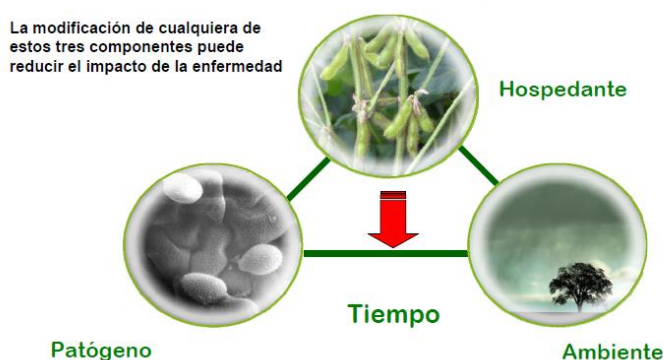 La modificación de cualquiera de
estos tres componentes puede
reducir el impacto de la enfermedad
Hospedante
Tiempo
Patógeno
Ambiente